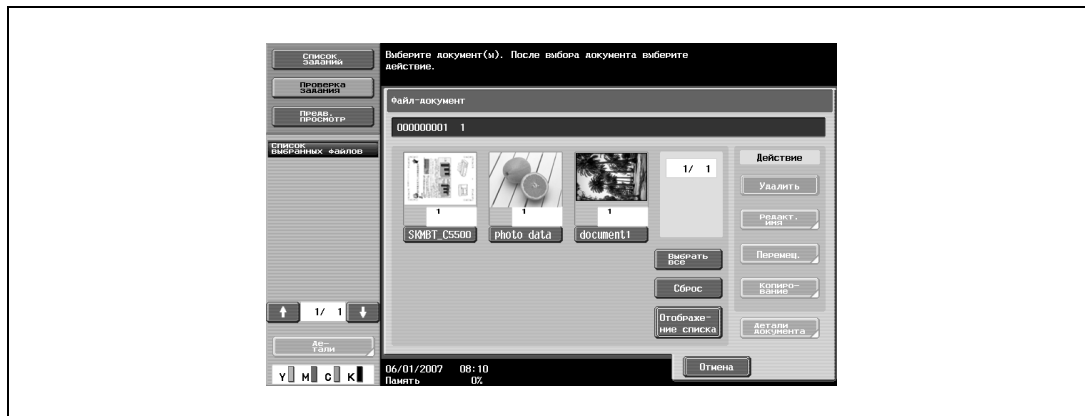 Список
заданий
Проверка
задания
Предв.
просмотр
Список
выбранных файлов
1/ 1
Де-
тали
Y M C K
Выберите документ(ы). После выбора документа выберите
действие.
Файл-документ
000000001 1
1
SKMBT_C5500
1
photo data
1
document1
1/ 1
Выбрать
все
Сброс
Отображе-
ние списка
Действие
Удалить
Редакт.
имя
Перемещ.
Копиро-
вание
Детали
документа
Отмена
06/01/2007 08:10
Память 0%